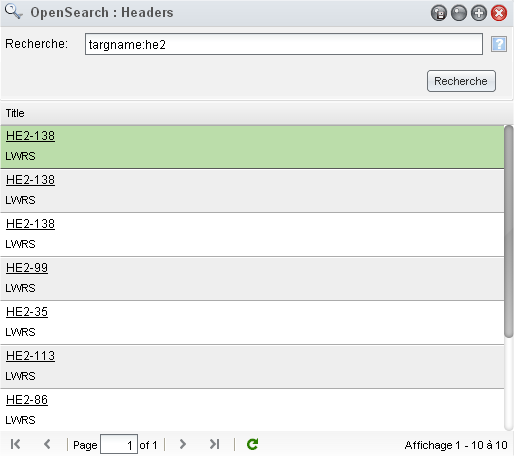 OpenSearch : Headers
Recherche: targname:he2
Recherche
Title
HE2-138
LWRS
HE2-138
LWRS
HE2-138
LWRS
HE2-99
LWRS
HE2-35
LWRS
HE2-113
LWRS
HE2-86
LWRS
Page 1 of 1 Affichage 1 - 10 à 10